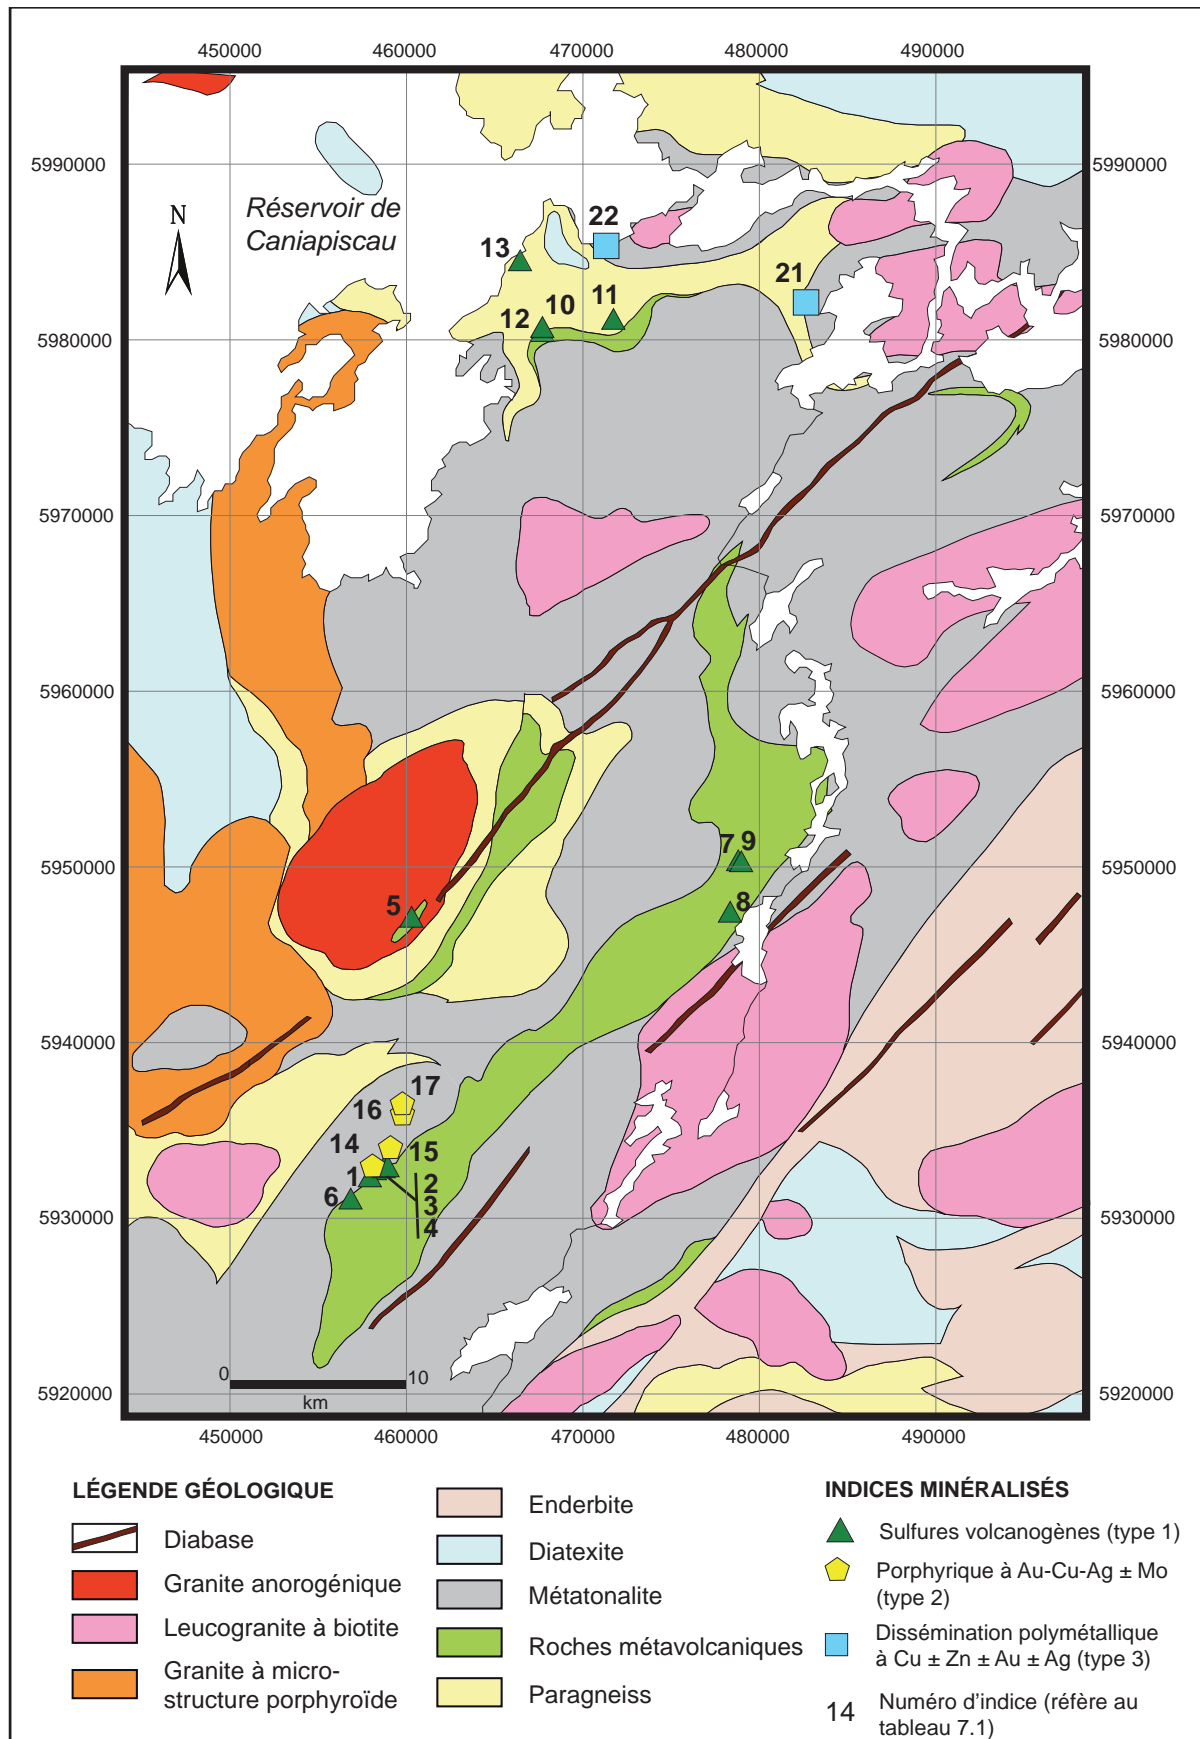 450000 460000 470000 480000 490000
5990000 5990000
N
Réservoir de
Caniapiscau
22
13
21
11
10
12
5980000 5980000
5970000 5970000
5960000 5960000
7 9
5950000 5950000
5
8
5940000 5940000
17
16
14
15
1
2
6
3
4
5930000 5930000
0 10
km
5920000 5920000
450000 460000 470000 480000 490000
LÉGENDE GÉOLOGIQUE
Diabase
Granite anorogénique
Leucogranite à biotite
Granite à micro-
structure porphyroïde
Enderbite
Diatexite
Métatonalite
Roches métavolcaniques
Paragneiss
INDICES MINÉRALISÉS
Sulfures volcanogènes (type 1)
Porphyrique à Au-Cu-Ag ± Mo
(type 2)
Dissémination polymétallique
à Cu ± Zn ± Au ± Ag (type 3)
14 Numéro d'indice (réfère au
tableau 7.1)